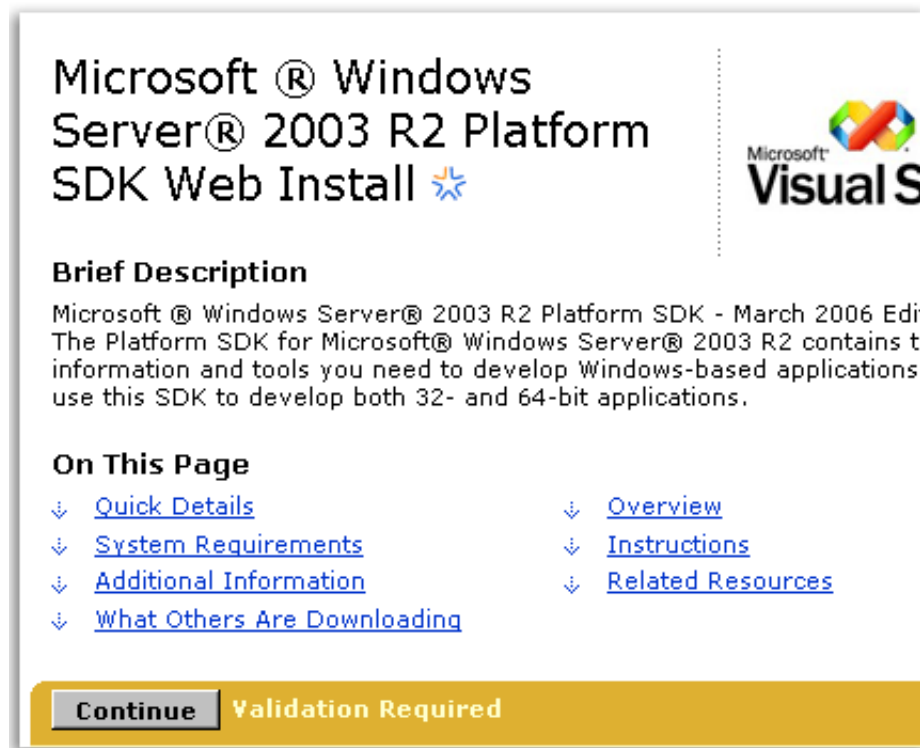 Microsoft ® Windows
Server® 2003 R2 Platform
SDK Web Install
Microsoft
Visual S
Brief Description
Microsoft ® Windows Server® 2003 R2 Platform SDK - March 2006 Edi
The Platform SDK for Microsoft® Windows Server® 2003 R2 contains t
information and tools you need to develop Windows-based applications
use this SDK to develop both 32- and 64-bit applications.
On This Page
Quick Details
Overview
System Requirements
Instructions
Additional Information
Related Resources
What Others Are Downloading
Continue Validation Required